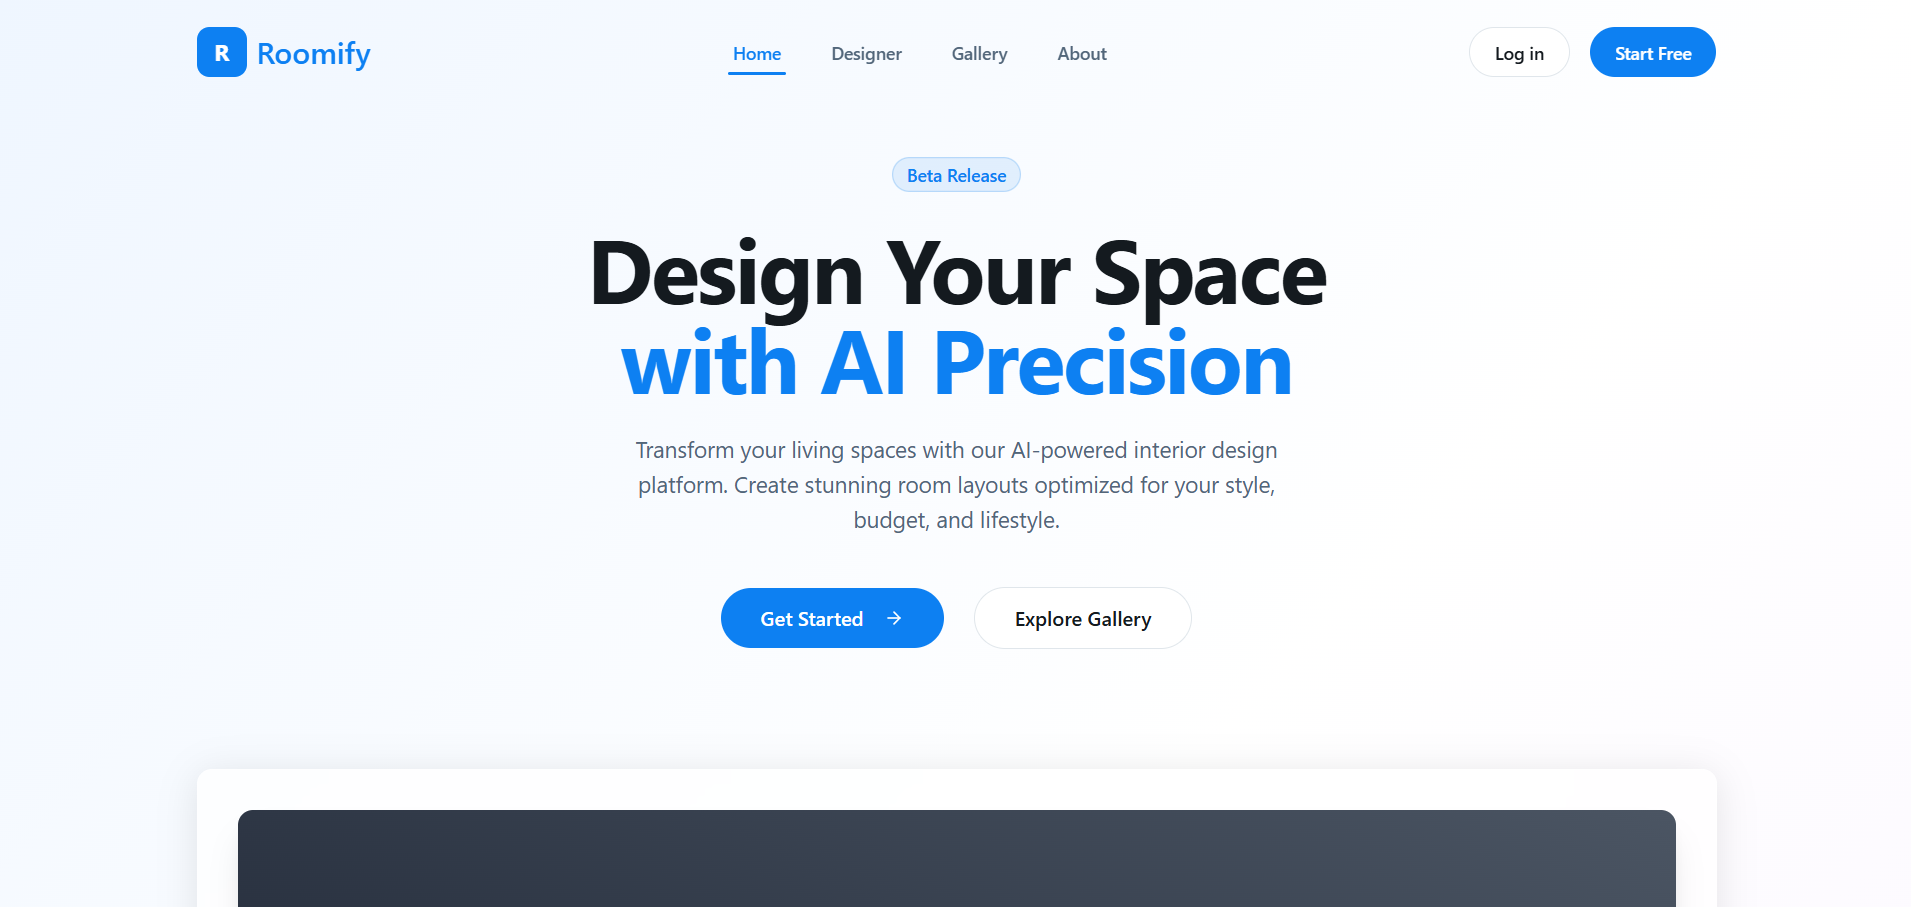 R
Roomify
Home
Designer
Gallery
About
Log in
Start Free
Beta Release
Design Your Space
with AI Precision
Transform your living spaces with our AI-powered interior design
platform. Create stunning room layouts optimized for your style,
budget, and lifestyle.
Get Started
Explore Gallery